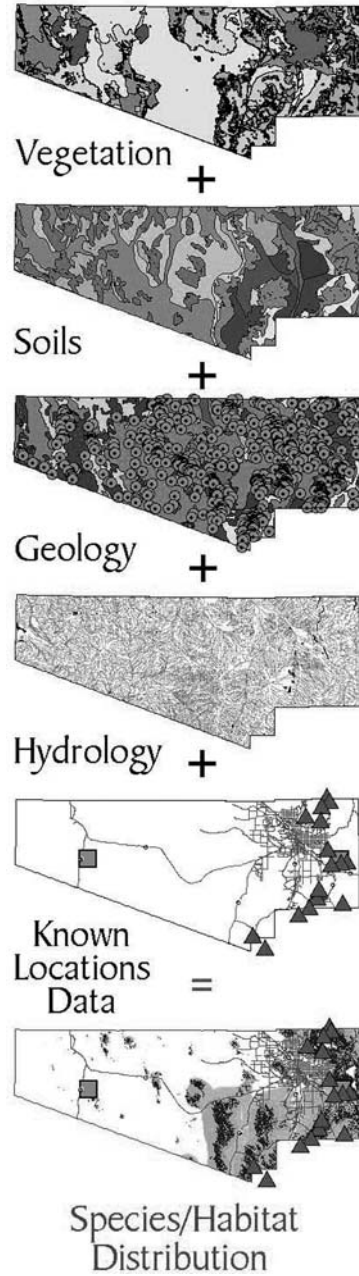 Vegetation
+
Soils
+
Geology
+
Hydrology
+
Known
Locations
Data
=
Species/Habitat
Distribution